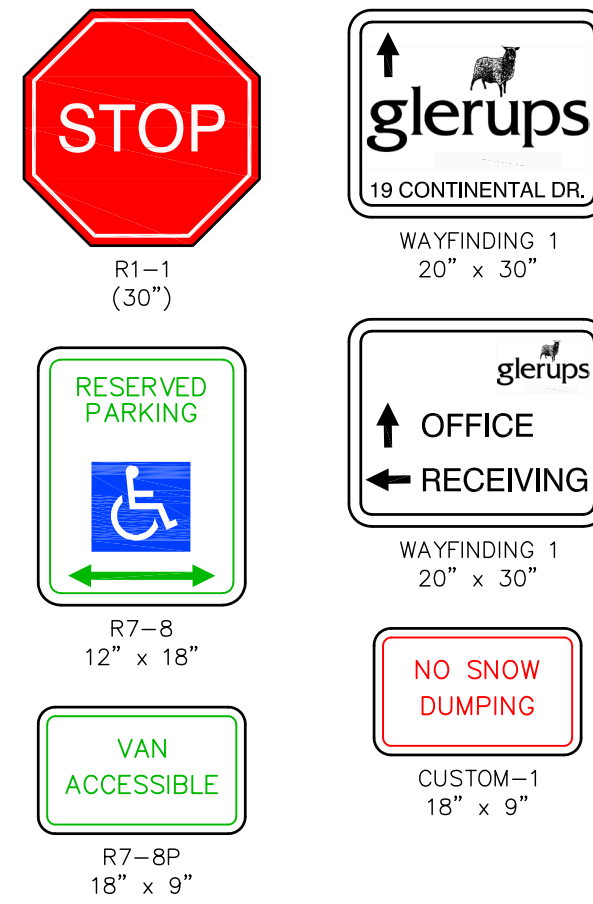 STOP
R1-1
(30")
RESERVED
PARKING
R7-8
12" x 18"
VAN
ACCESSIBLE
R7-8P
18" x 9"
glerups
19 CONTINENTAL DR.
WAYFINDING 1
20" x 30"
glerups
OFFICE
RECEIVING
WAYFINDING 1
20" x 30"
NO SNOW
DUMPING
CUSTOM-1
18" x 9"